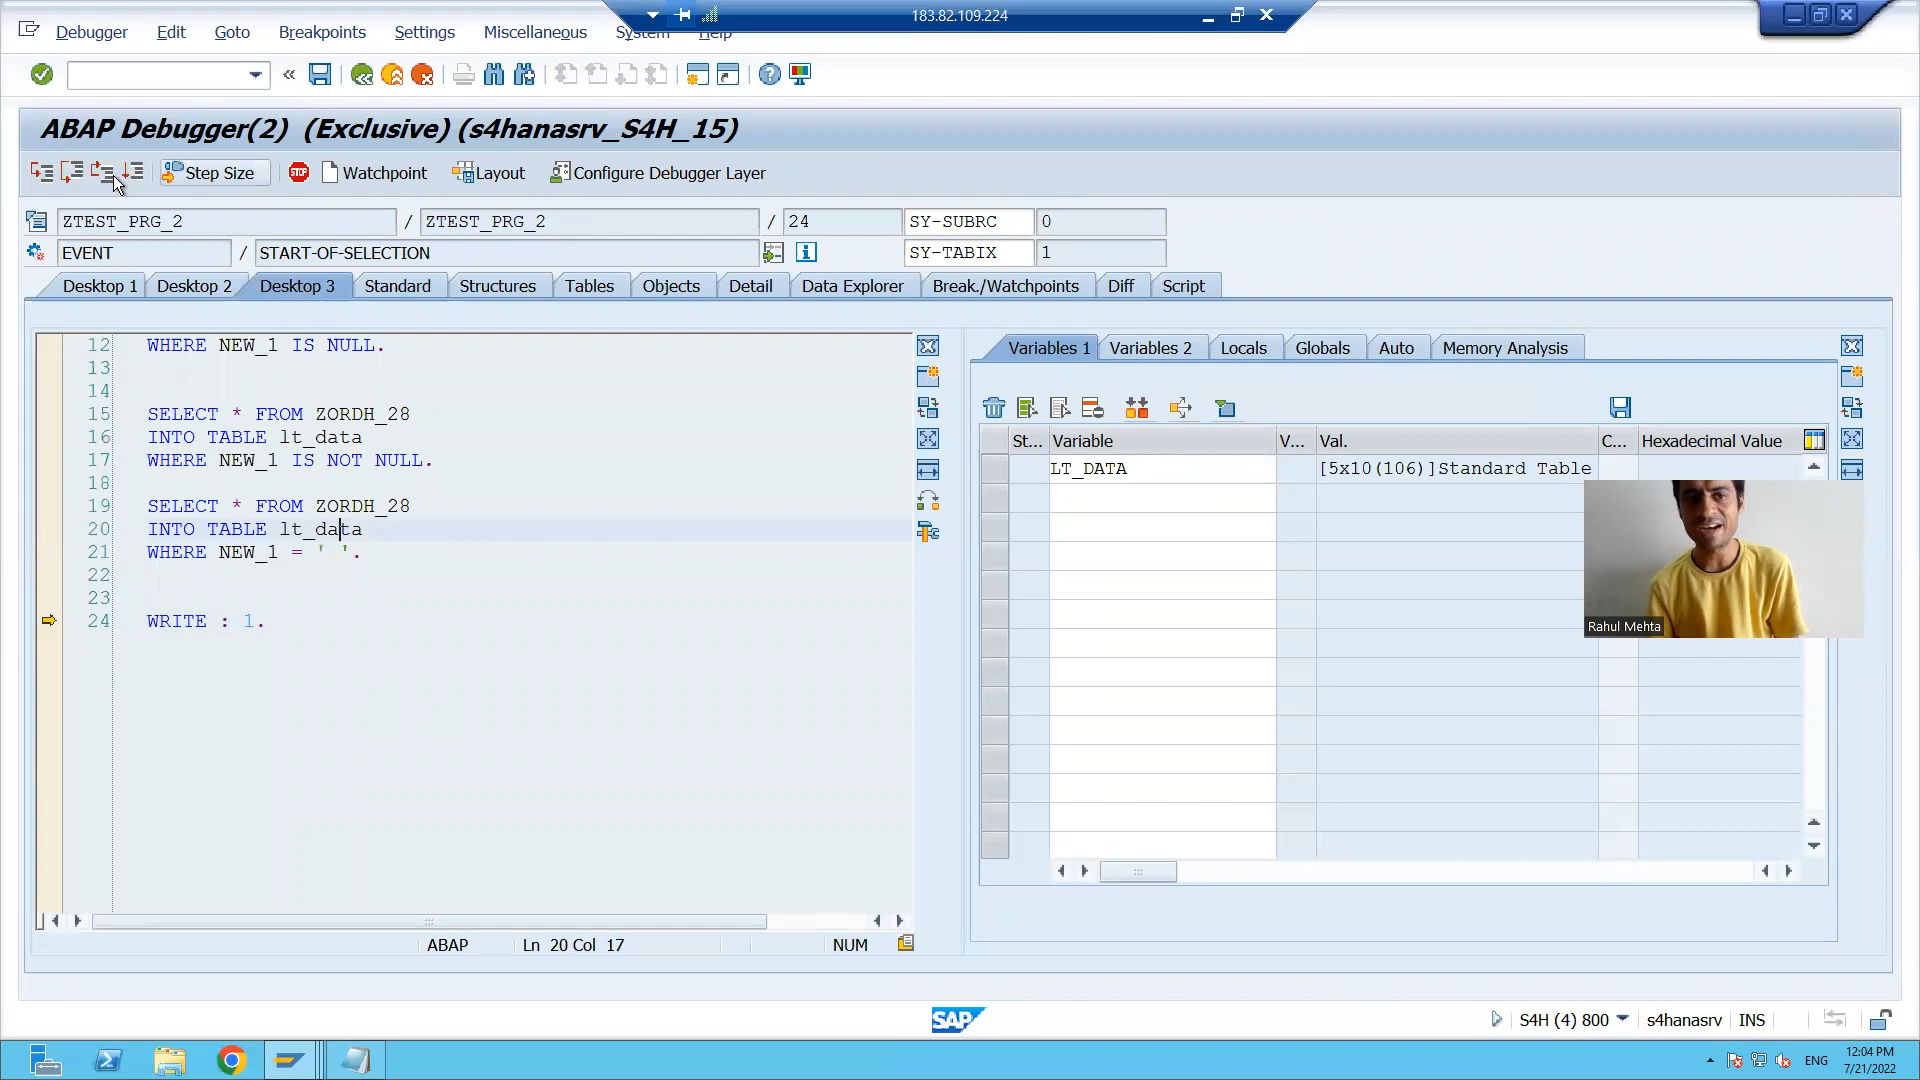 183.82.109.224
Debugger Edit Goto Breakpoints Settings Miscellaneous System Help
ABAP Debugger(2) (Exclusive) (s4hanasrv_S4H_15)
Step Size STOP Watchpoint Layout Configure Debugger Layer
ZTEST_PRG_2 / ZTEST_PRG_2 / 24 SY-SUBRC 0
EVENT / START-OF-SELECTION SY-TABIX 1
Desktop 1 Desktop 2 Desktop 3 Standard Structures Tables Objects Detail Data Explorer Break./Watchpoints Diff Script
12 WHERE NEW_1 IS NULL.
13
14
15 SELECT * FROM ZORDH_28
16 INTO TABLE lt_data
17 WHERE NEW_1 IS NOT NULL.
18
19 SELECT * FROM ZORDH_28
20 INTO TABLE lt_data
21 WHERE NEW_1 = ' '.
22
23
24 WRITE : 1.
ABAP Ln 20 Col 17 NUM
Variables 1 Variables 2 Locals Globals Auto Memory Analysis
St... Variable V... Val. C... Hexadecimal Value
LT_DATA [5x10(106)]Standard Table
Rahul Mehta
SAP
S4H (4) 800 s4hanasrv INS
ENG
12:04 PM
7/21/2022